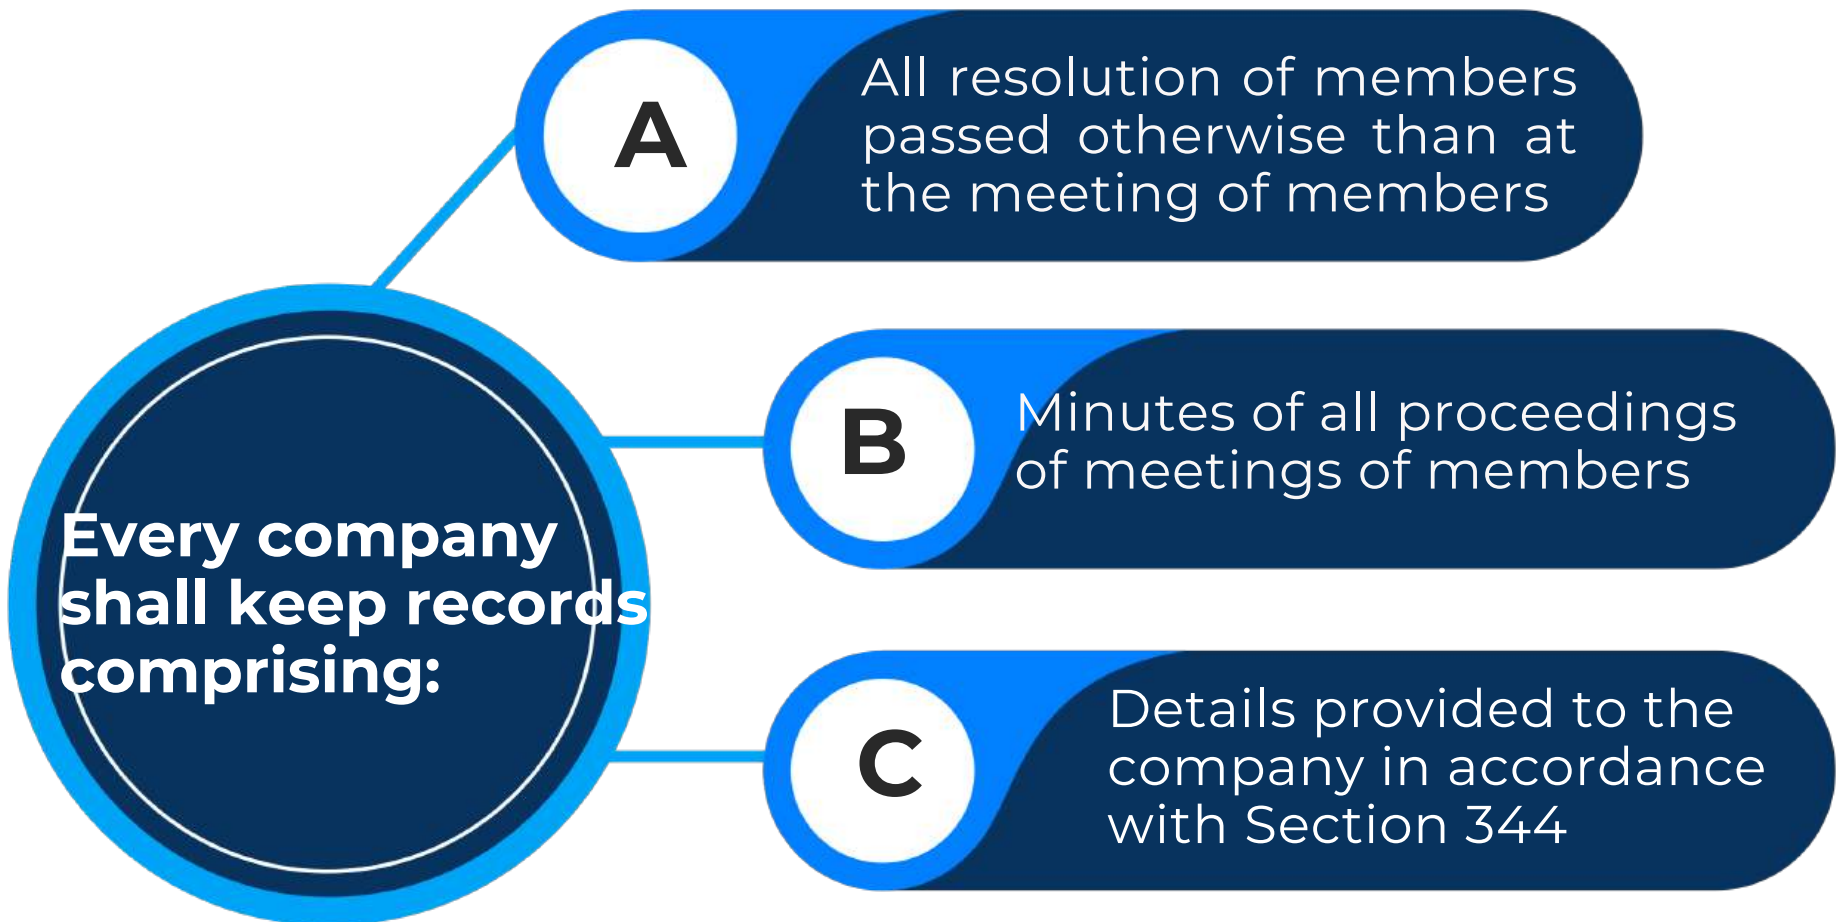 A
All resolution of members
passed otherwise than at
the meeting of members
Every company
shall keep records
comprising:
B
Minutes of all proceedings
of meetings of members
C
Details provided to the
company in accordance
with Section 344